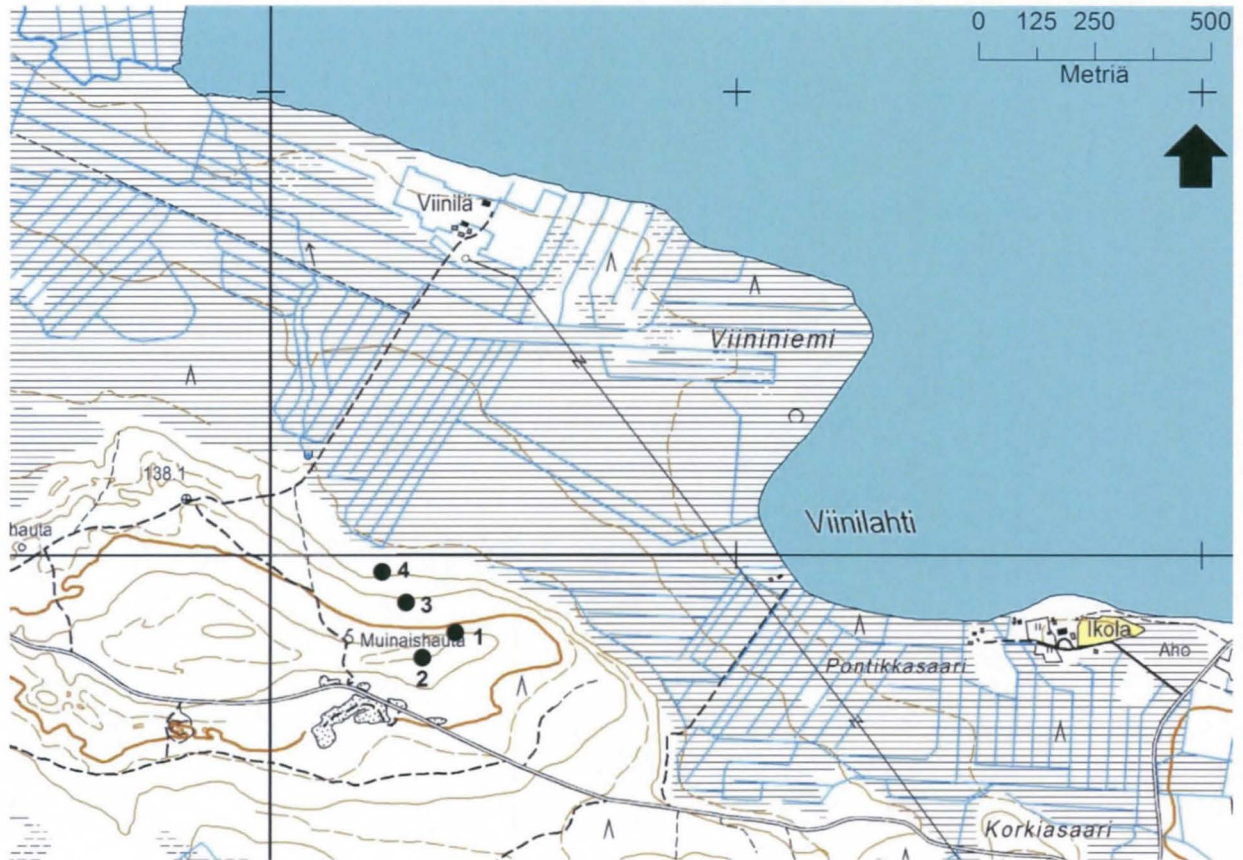 0 125 250 500
Metriä
Viinilä
Viininiemi
138.1
hauta
Viinilahti
4
3
1
5
Muinaishauta
2
Ikola
Aho
Pontikkasaari
Korkiasaari